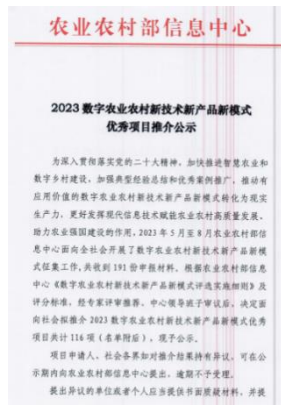 农业农村部信息中心
2023数字农业农村新技术新产品新模式
优秀项目推介公示
为深入贯彻落实党的二十大精神，加快推进智慧农业和
数字乡村建设，加强典型经验总结和优秀案例推广，推动有
应用价值的数字农业农村新技术新产品新模式转化为现实
生产力，更好发挥现代信息技术赋能农业农村高质量发展、
助力农业强国建设的作用，2023年5月至8月农业农村部信
息中心面向全社会开展了数字农业农村新技术新产品新模
式征集工作，共收到191份申报材料，根据农业农村部信息
中心《数字农业农村新技术新产品新模式评选实施细则》及
评分标准，经专家评审推荐、中心领导班子审议后，决定面
向社会拟推介2023数字农业农村新技术新产品新模式优秀
项目共计116项（名单附后），现予公示。
项目申请人、社会各界如对推介结果持有异议，可在公
示期内向农业农村部信息中心提出，逾期不予受理。
提出异议的单位或者个人应当提供书面质疑材料，并提